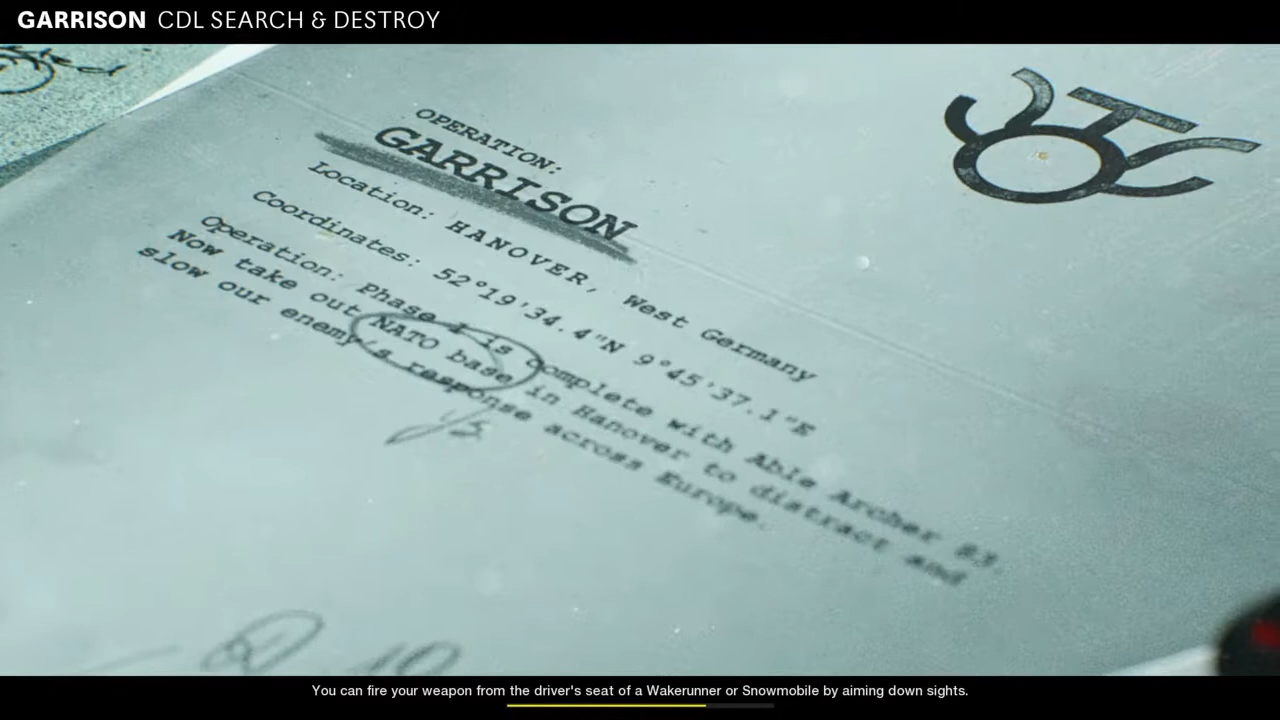 GARRISON CDL SEARCH & DESTROY
OPERATION:
GARRISON
Location: HANOVER, West Germany
Coordinates: 52°19'34.4"N 9°45'37.1"E
Operation: Phase 1 is complete with Able Archer 83.
Now take out NATO base in Hanover to distract and
slow our enemy's response across Europe.
You can fire your weapon from the driver's seat of a Wakerunner or Snowmobile by aiming down sights.